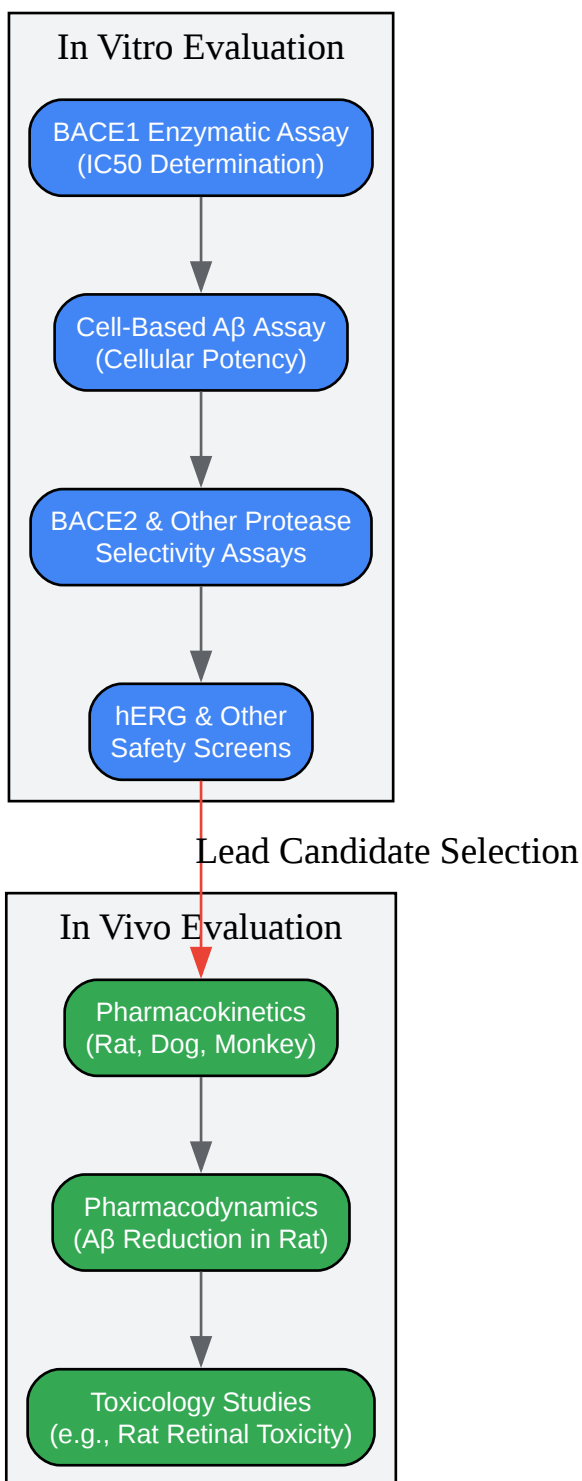 In Vitro Evaluation
BACE1 Enzymatic Assay
(IC50 Determination)
Cell-Based Aβ Assay
(Cellular Potency)
BACE2 & Other Protease
Selectivity Assays
hERG & Other
Safety Screens
Lead Candidate Selection
In Vivo Evaluation
Pharmacokinetics
(Rat, Dog, Monkey)
Pharmacodynamics
(Aβ Reduction in Rat)
Toxicology Studies
(e.g., Rat Retinal Toxicity)